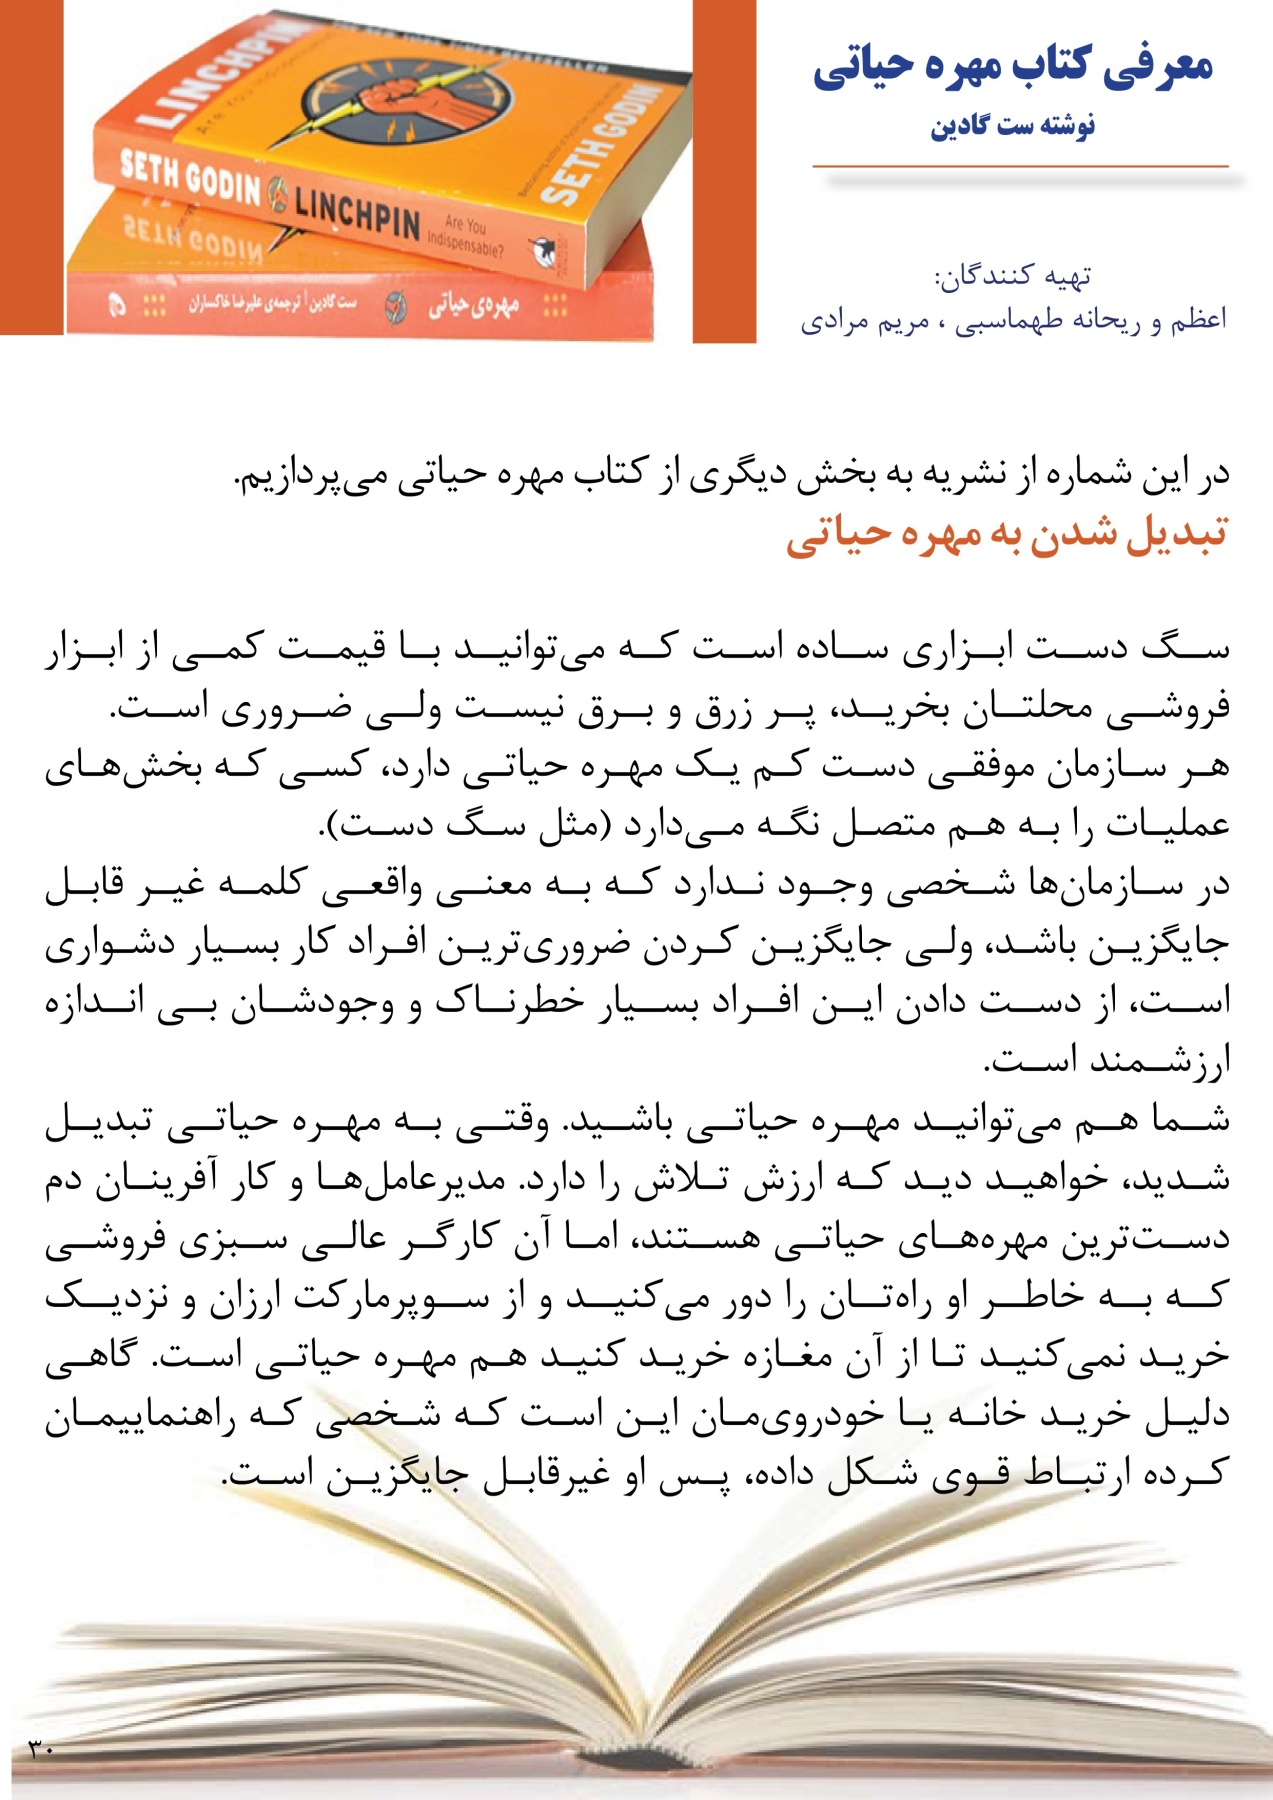 معرفی کتاب مهره حیاتی
نوشته ست گادین
تهیه کنندگان:
اعظم و ریحانه طهماسبی ، مریم مرادی
LINCHPIN
SETH GODIN
SETH GODIN
LINCHPIN
Are You
Indispensable?
SETH GODIN
مهره‌ی حیاتی
ست گادین | ترجمه‌ی علیرضا خاکساران
در این شماره از نشریه به بخش دیگری از کتاب مهره حیاتی می‌پردازیم.
تبدیل شدن به مهره حیاتی
سگ دست ابزاری ساده است که می‌توانید با قیمت کمی از ابزار
فروشی محلتان بخرید، پر زرق و برق نیست ولی ضروری است.
هر سازمان موفقی دست کم یک مهره حیاتی دارد، کسی که بخش‌های
عملیات را به هم متصل نگه می‌دارد (مثل سگ دست).
در سازمان‌ها شخصی وجود ندارد که به معنی واقعی کلمه غیر قابل
جایگزین باشد، ولی جایگزین کردن ضروری‌ترین افراد کار بسیار دشواری
است، از دست دادن این افراد بسیار خطرناک و وجودشان بی اندازه
ارزشمند است.
شما هم می‌توانید مهره حیاتی باشید. وقتی به مهره حیاتی تبدیل
شدید، خواهید دید که ارزش تلاش را دارد. مدیرعامل‌ها و کار آفرینان دم
دست‌ترین مهره‌های حیاتی هستند، اما آن کارگر عالی سبزی فروشی
که به خاطر او راه‌تان را دور می‌کنید و از سوپرمارکت ارزان و نزدیک
خرید نمی‌کنید تا از آن مغازه خرید کنید هم مهره حیاتی است. گاهی
دلیل خرید خانه یا خودروی‌مان این است که شخصی که راهنماییمان
کرده ارتباط قوی شکل داده، پس او غیرقابل جایگزین است.
۳۰